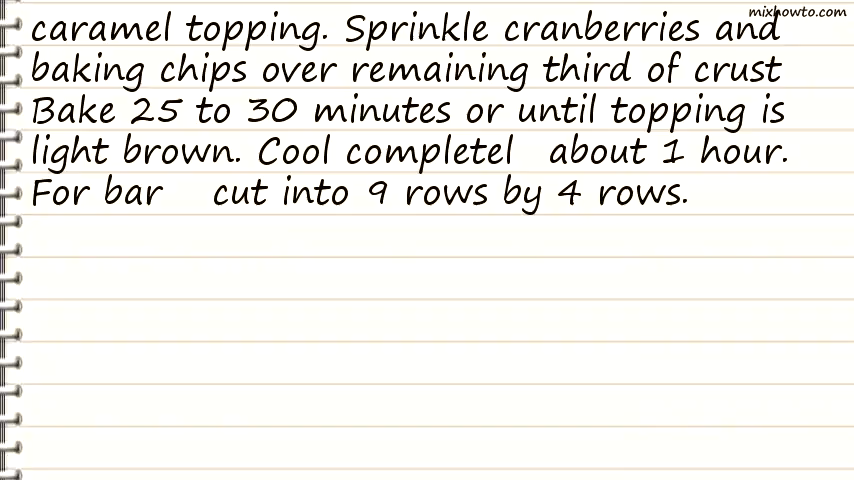 mixhowto.com
caramel topping. Sprinkle cranberries and
baking chips over remaining third of crust
Bake 25 to 30 minutes or until topping is
light brown. Cool completel about 1 hour.
For bar cut into 9 rows by 4 rows.